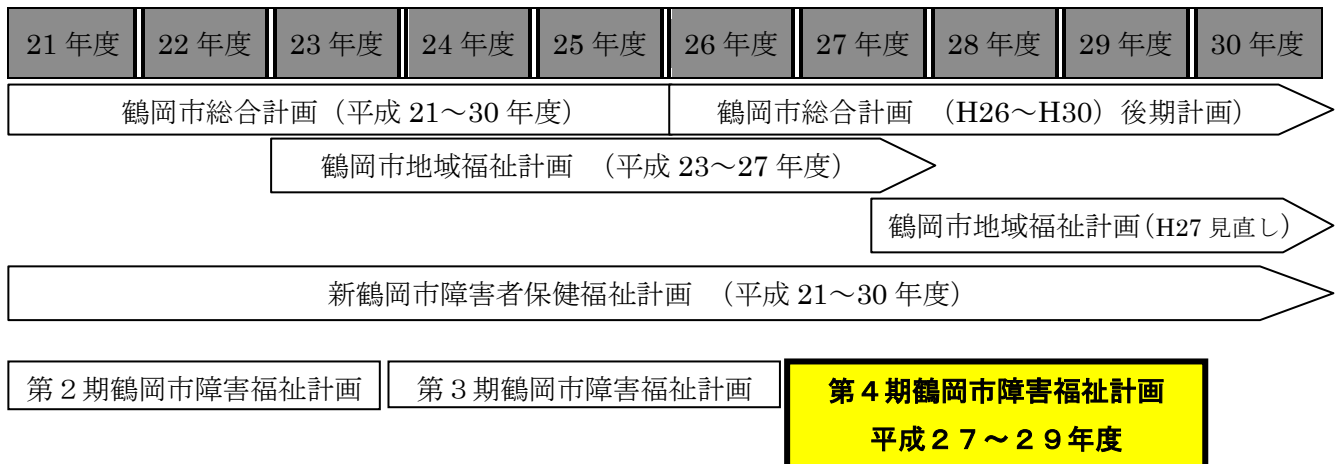 21 年度 22 年度 23 年度 24 年度 25 年度 26 年度 27 年度 28 年度 29 年度 30 年度
鶴岡市総合計画（平成 21～30 年度） 鶴岡市総合計画 （H26～H30）後期計画)
鶴岡市地域福祉計画 （平成 23～27 年度）
鶴岡市地域福祉計画(H27 見直し)
新鶴岡市障害者保健福祉計画 （平成 21～30 年度）
第２期鶴岡市障害福祉計画 第３期鶴岡市障害福祉計画 第４期鶴岡市障害福祉計画
平成２７～２９年度